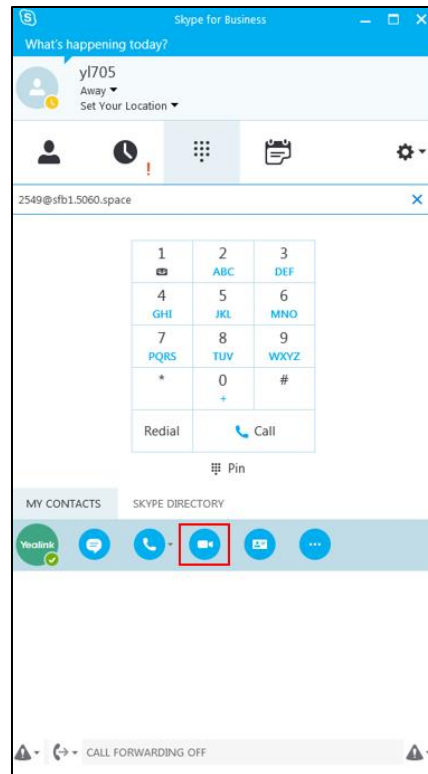 Skype for Business
What's happening today?
yl705
Away
Set Your Location
!
2549@sfb1.5060.space
1 2 3
ABC DEF
4 5 6
GHI JKL MNO
7 8 9
PQRS TUV WXYZ
* 0 #
+
Redial Call
Pin
MY CONTACTS SKYPE DIRECTORY
Yealink
CALL FORWARDING OFF